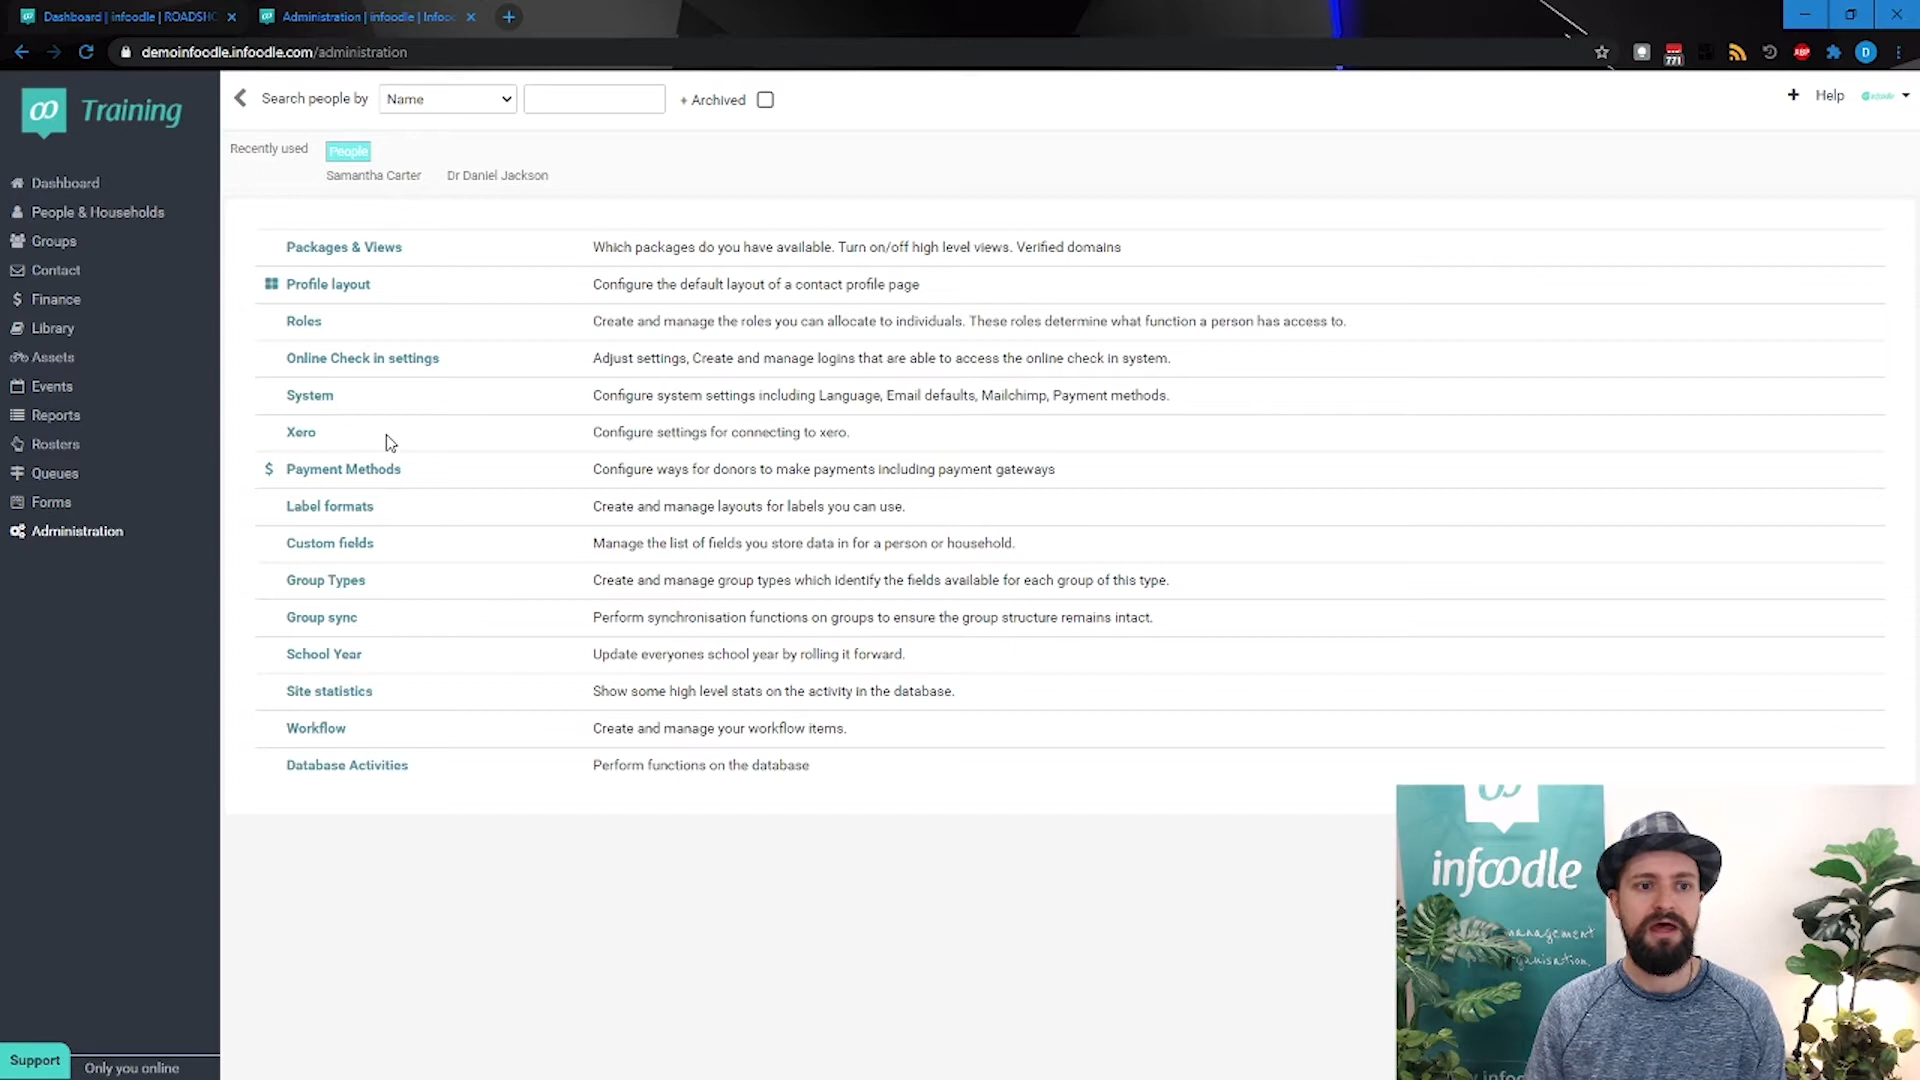 Dashboard | infoodle | ROADSH
Administration | infoodle | Infoo
demoinfoodle.infoodle.com/administration
771
D
Training
Search people by
Name
+ Archived
+ Help
infoodle
Recently used
People
Samantha Carter Dr Daniel Jackson
Dashboard
People & Households
Groups
Contact
Finance
Library
Assets
Events
Reports
Rosters
Queues
Forms
Administration
Packages & Views Which packages do you have available. Turn on/off high level views. Verified domains
Profile layout Configure the default layout of a contact profile page
Roles Create and manage the roles you can allocate to individuals. These roles determine what function a person has access to.
Online Check in settings Adjust settings, Create and manage logins that are able to access the online check in system.
System Configure system settings including Language, Email defaults, Mailchimp, Payment methods.
Xero Configure settings for connecting to xero.
$ Payment Methods Configure ways for donors to make payments including payment gateways
Label formats Create and manage layouts for labels you can use.
Custom fields Manage the list of fields you store data in for a person or household.
Group Types Create and manage group types which identify the fields available for each group of this type.
Group sync Perform synchronisation functions on groups to ensure the group structure remains intact.
School Year Update everyones school year by rolling it forward.
Site statistics Show some high level stats on the activity in the database.
Workflow Create and manage your workflow items.
Database Activities Perform functions on the database
infoodle
management
Support
Only you online